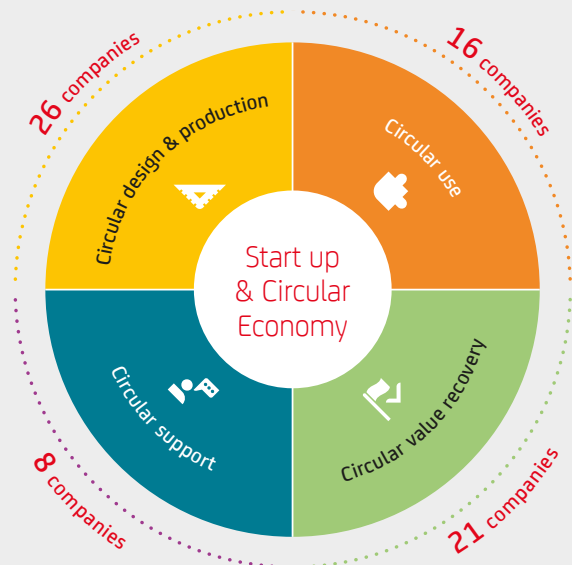 26 companies
16 companies
Circular design & production
Circular use
Start up
& Circular
Economy
Circular support
Circular value recovery
8 companies
21 companies